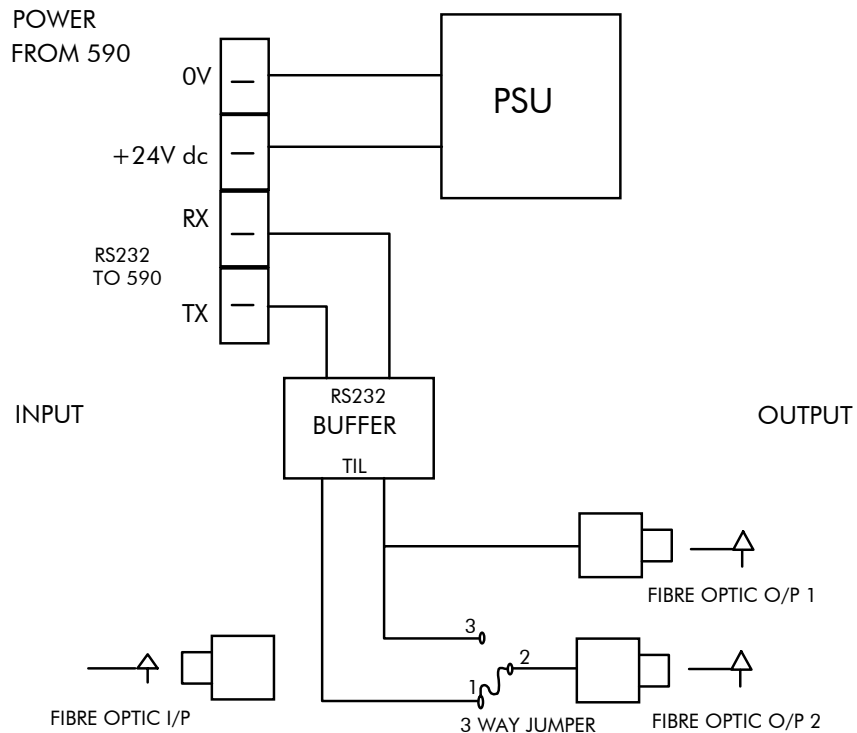 POWER
FROM 590
0V
PSU
+24V dc
RX
RS232
TO 590
TX
INPUT
RS232
BUFFER
TIL
OUTPUT
FIBRE OPTIC O/P 1
3
2
1
FIBRE OPTIC I/P
3 WAY JUMPER
FIBRE OPTIC O/P 2